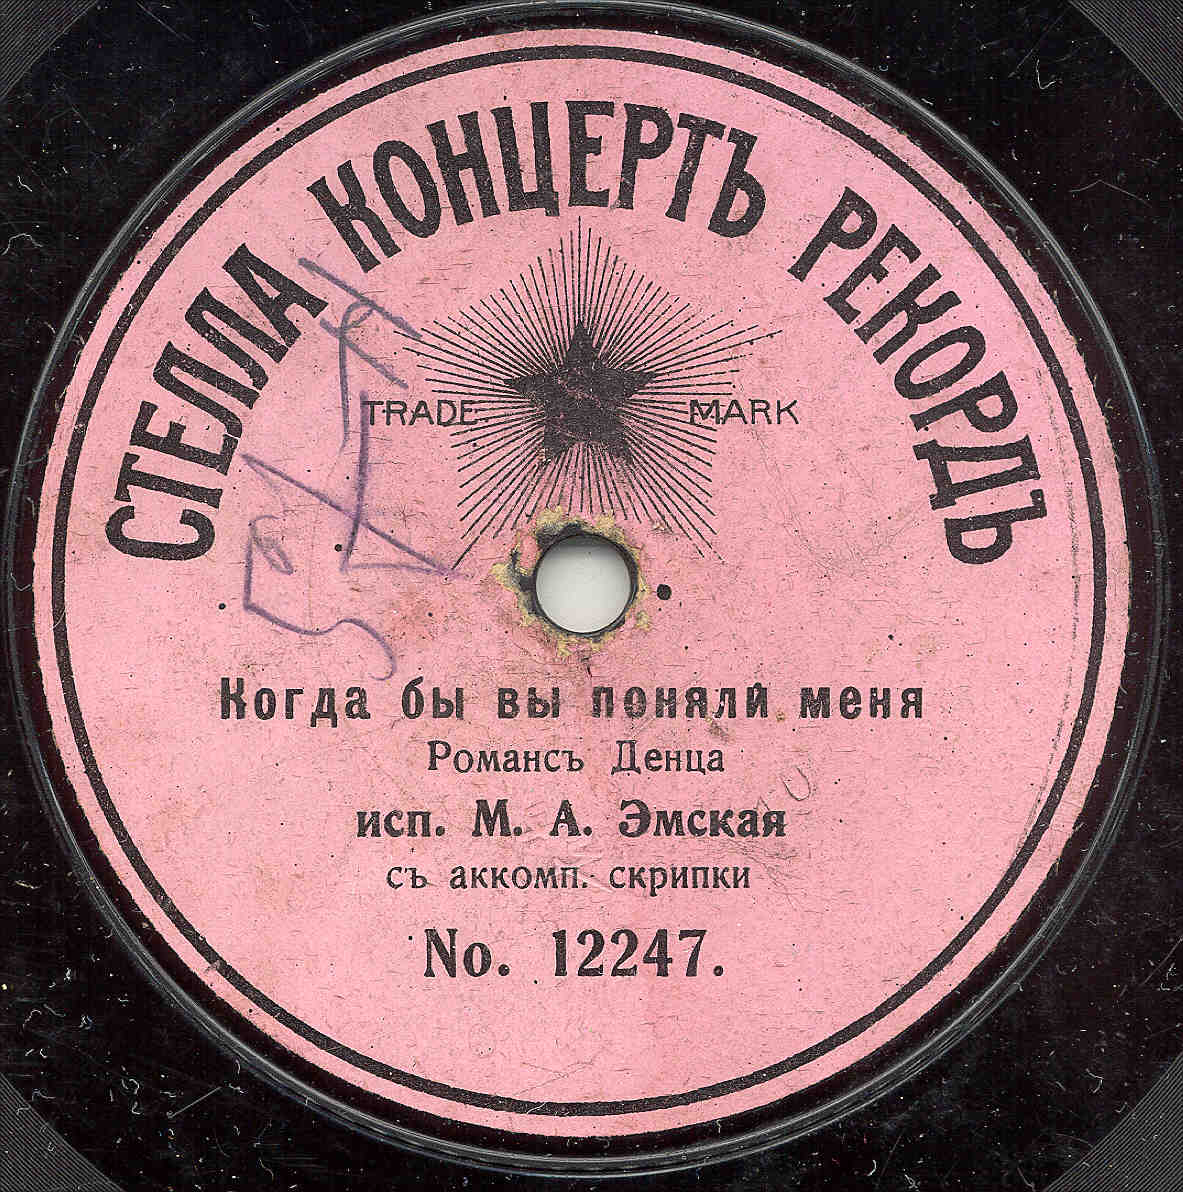 СТЕЛЛА КОНЦЕРТЪ РЕКОРДЪ
TRADE MARK
Когда бы вы поняли меня
Романсъ Денца
исп. М. А. Эмская
съ аккомп. скрипки
No. 12247.